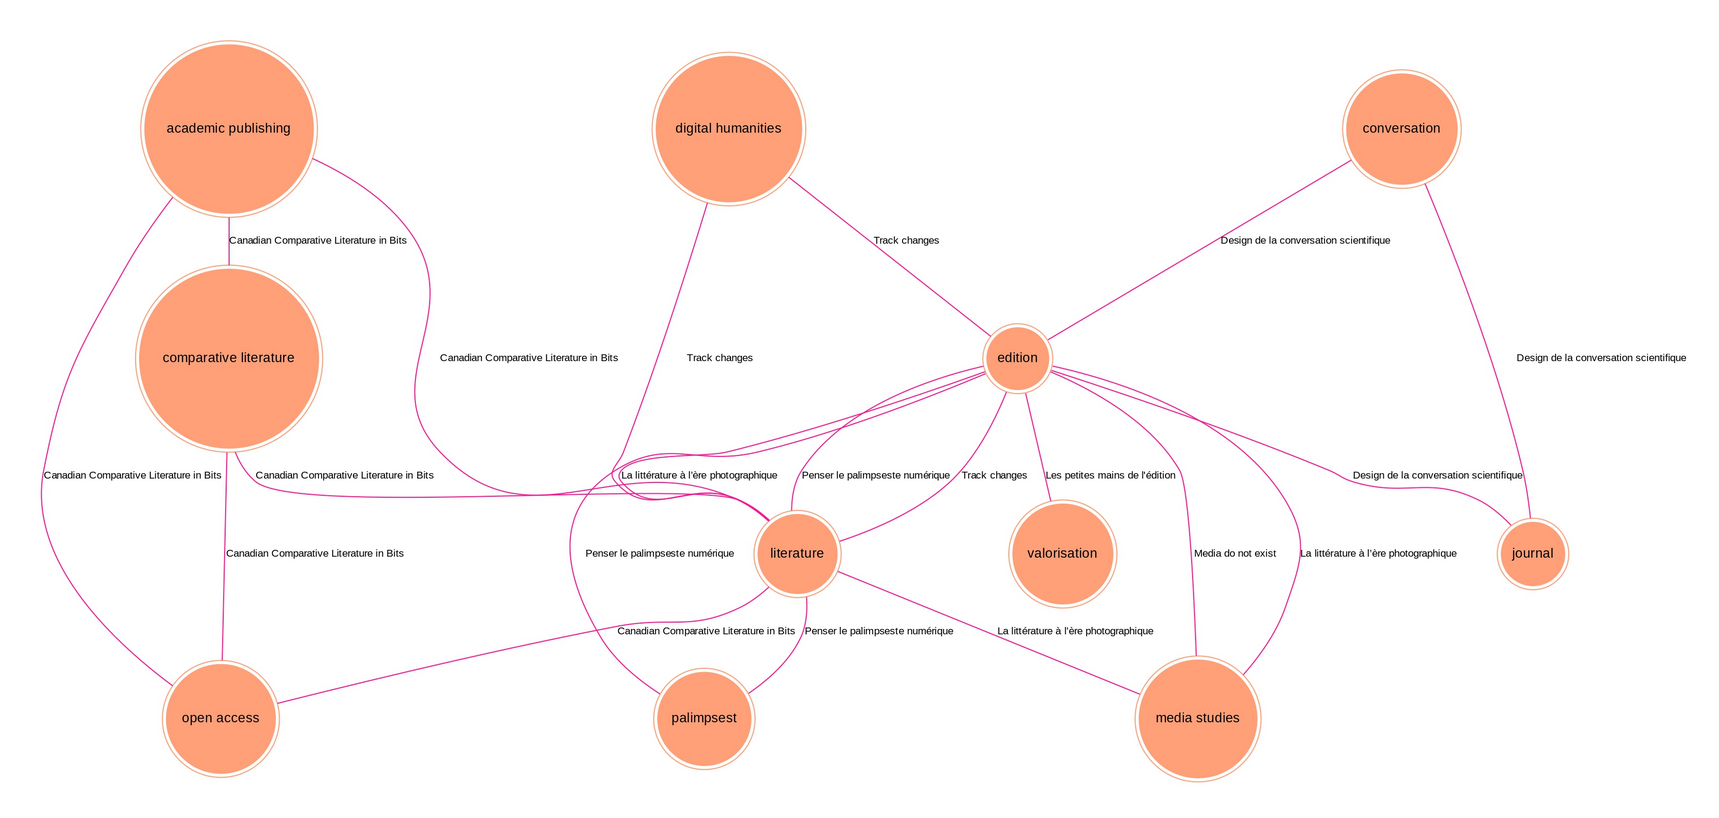 academic publishing
digital humanities
conversation
Canadian Comparative Literature in Bits
Track changes
Design de la conversation scientifique
comparative literature
Canadian Comparative Literature in Bits
Track changes
edition
Design de la conversation scientifique
Canadian Comparative Literature in Bits
Canadian Comparative Literature in Bits
La littérature à l'ère photographique
Penser le palimpseste numérique
Track changes
Les petites mains de l'édition
Design de la conversation scientifique
Canadian Comparative Literature in Bits
Penser le palimpseste numérique
literature
valorisation
Media do not exist
La littérature à l'ère photographique
journal
Canadian Comparative Literature in Bits
Penser le palimpseste numérique
La littérature à l'ère photographique
open access
palimpsest
media studies